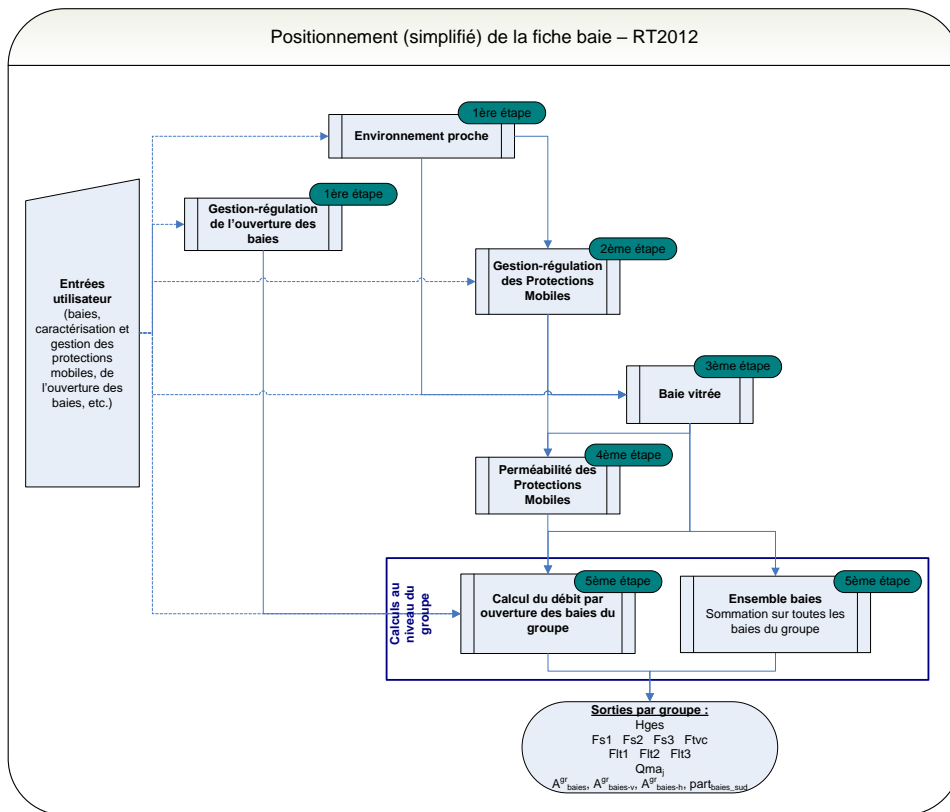 Positionnement (simplifié) de la fiche baie – RT2012
1ère étape
Environnement proche
1ère étape
Gestion-régulation
de l'ouverture des
baies
2ème étape
Gestion-régulation
des Protections
Mobiles
Entrées
utilisateur
(baies,
caractérisation et
gestion des
protections
mobiles, de
l'ouverture des
baies, etc.)
3ème étape
Baie vitrée
4ème étape
Perméabilité des
Protections
Mobiles
Calculs au
niveau du
groupe
5ème étape
Calcul du débit par
ouverture des baies du
groupe
5ème étape
Ensemble baies
Sommation sur toutes les
baies du groupe
Sorties par groupe :
Hges
Fs1 Fs2 Fs3 Ftvc
Flt1 Flt2 Flt3
Qmaj
A^gr_baies, A^gr_baies-v, A^gr_baies-h, part_baies_sud